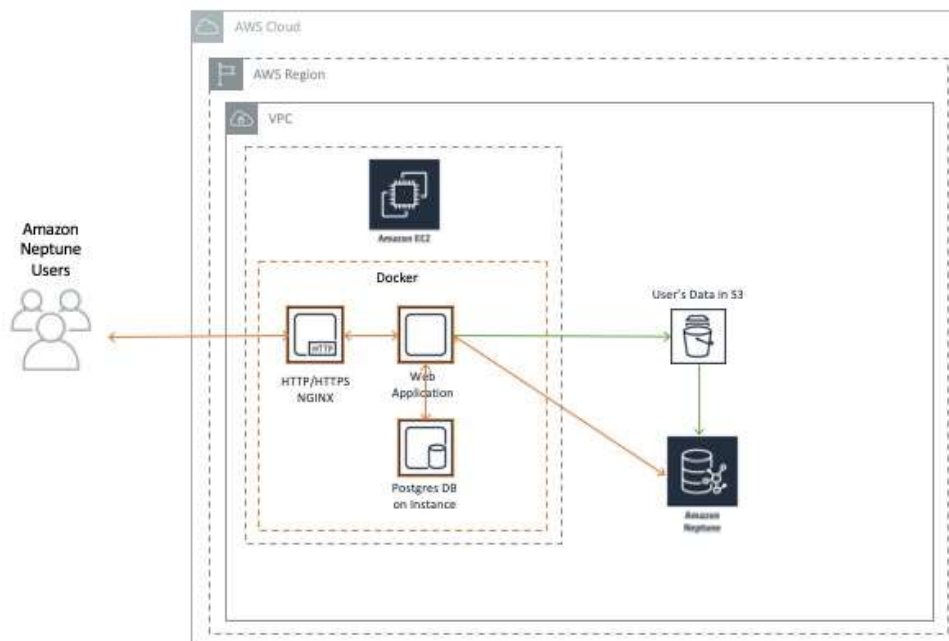 AWS Cloud
AWS Region
VPC
Amazon EC2
Amazon
Neptune
Users
Docker
User's Data in S3
HTTP
HTTP/HTTPS
NGINX
Web
Application
Postgres DB
on Instance
Amazon
Neptune